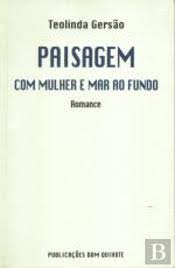 Teolinda Gersão
PAISAGEM
COM MULHER E MAR AO FUNDO
Romance
PUBLICAÇÕES DOM QUIXOTE
B